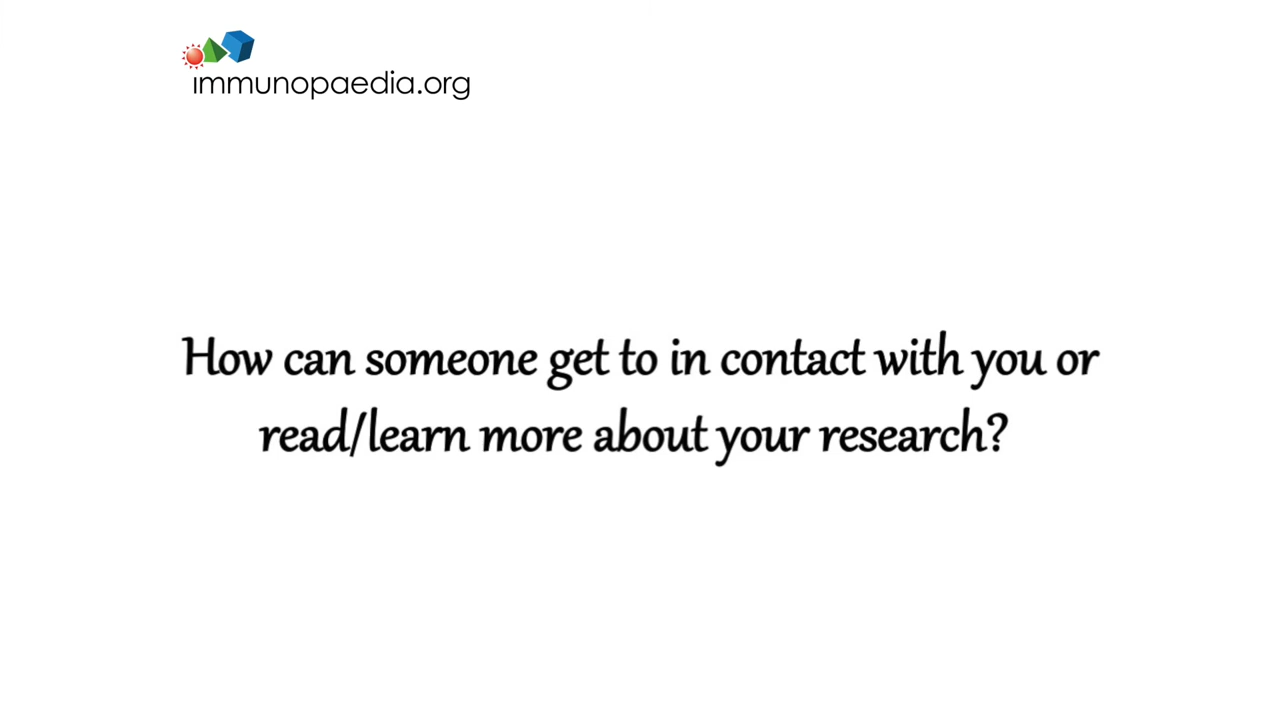 immunopaedia.org
How can someone get to in contact with you or
read/learn more about your research?